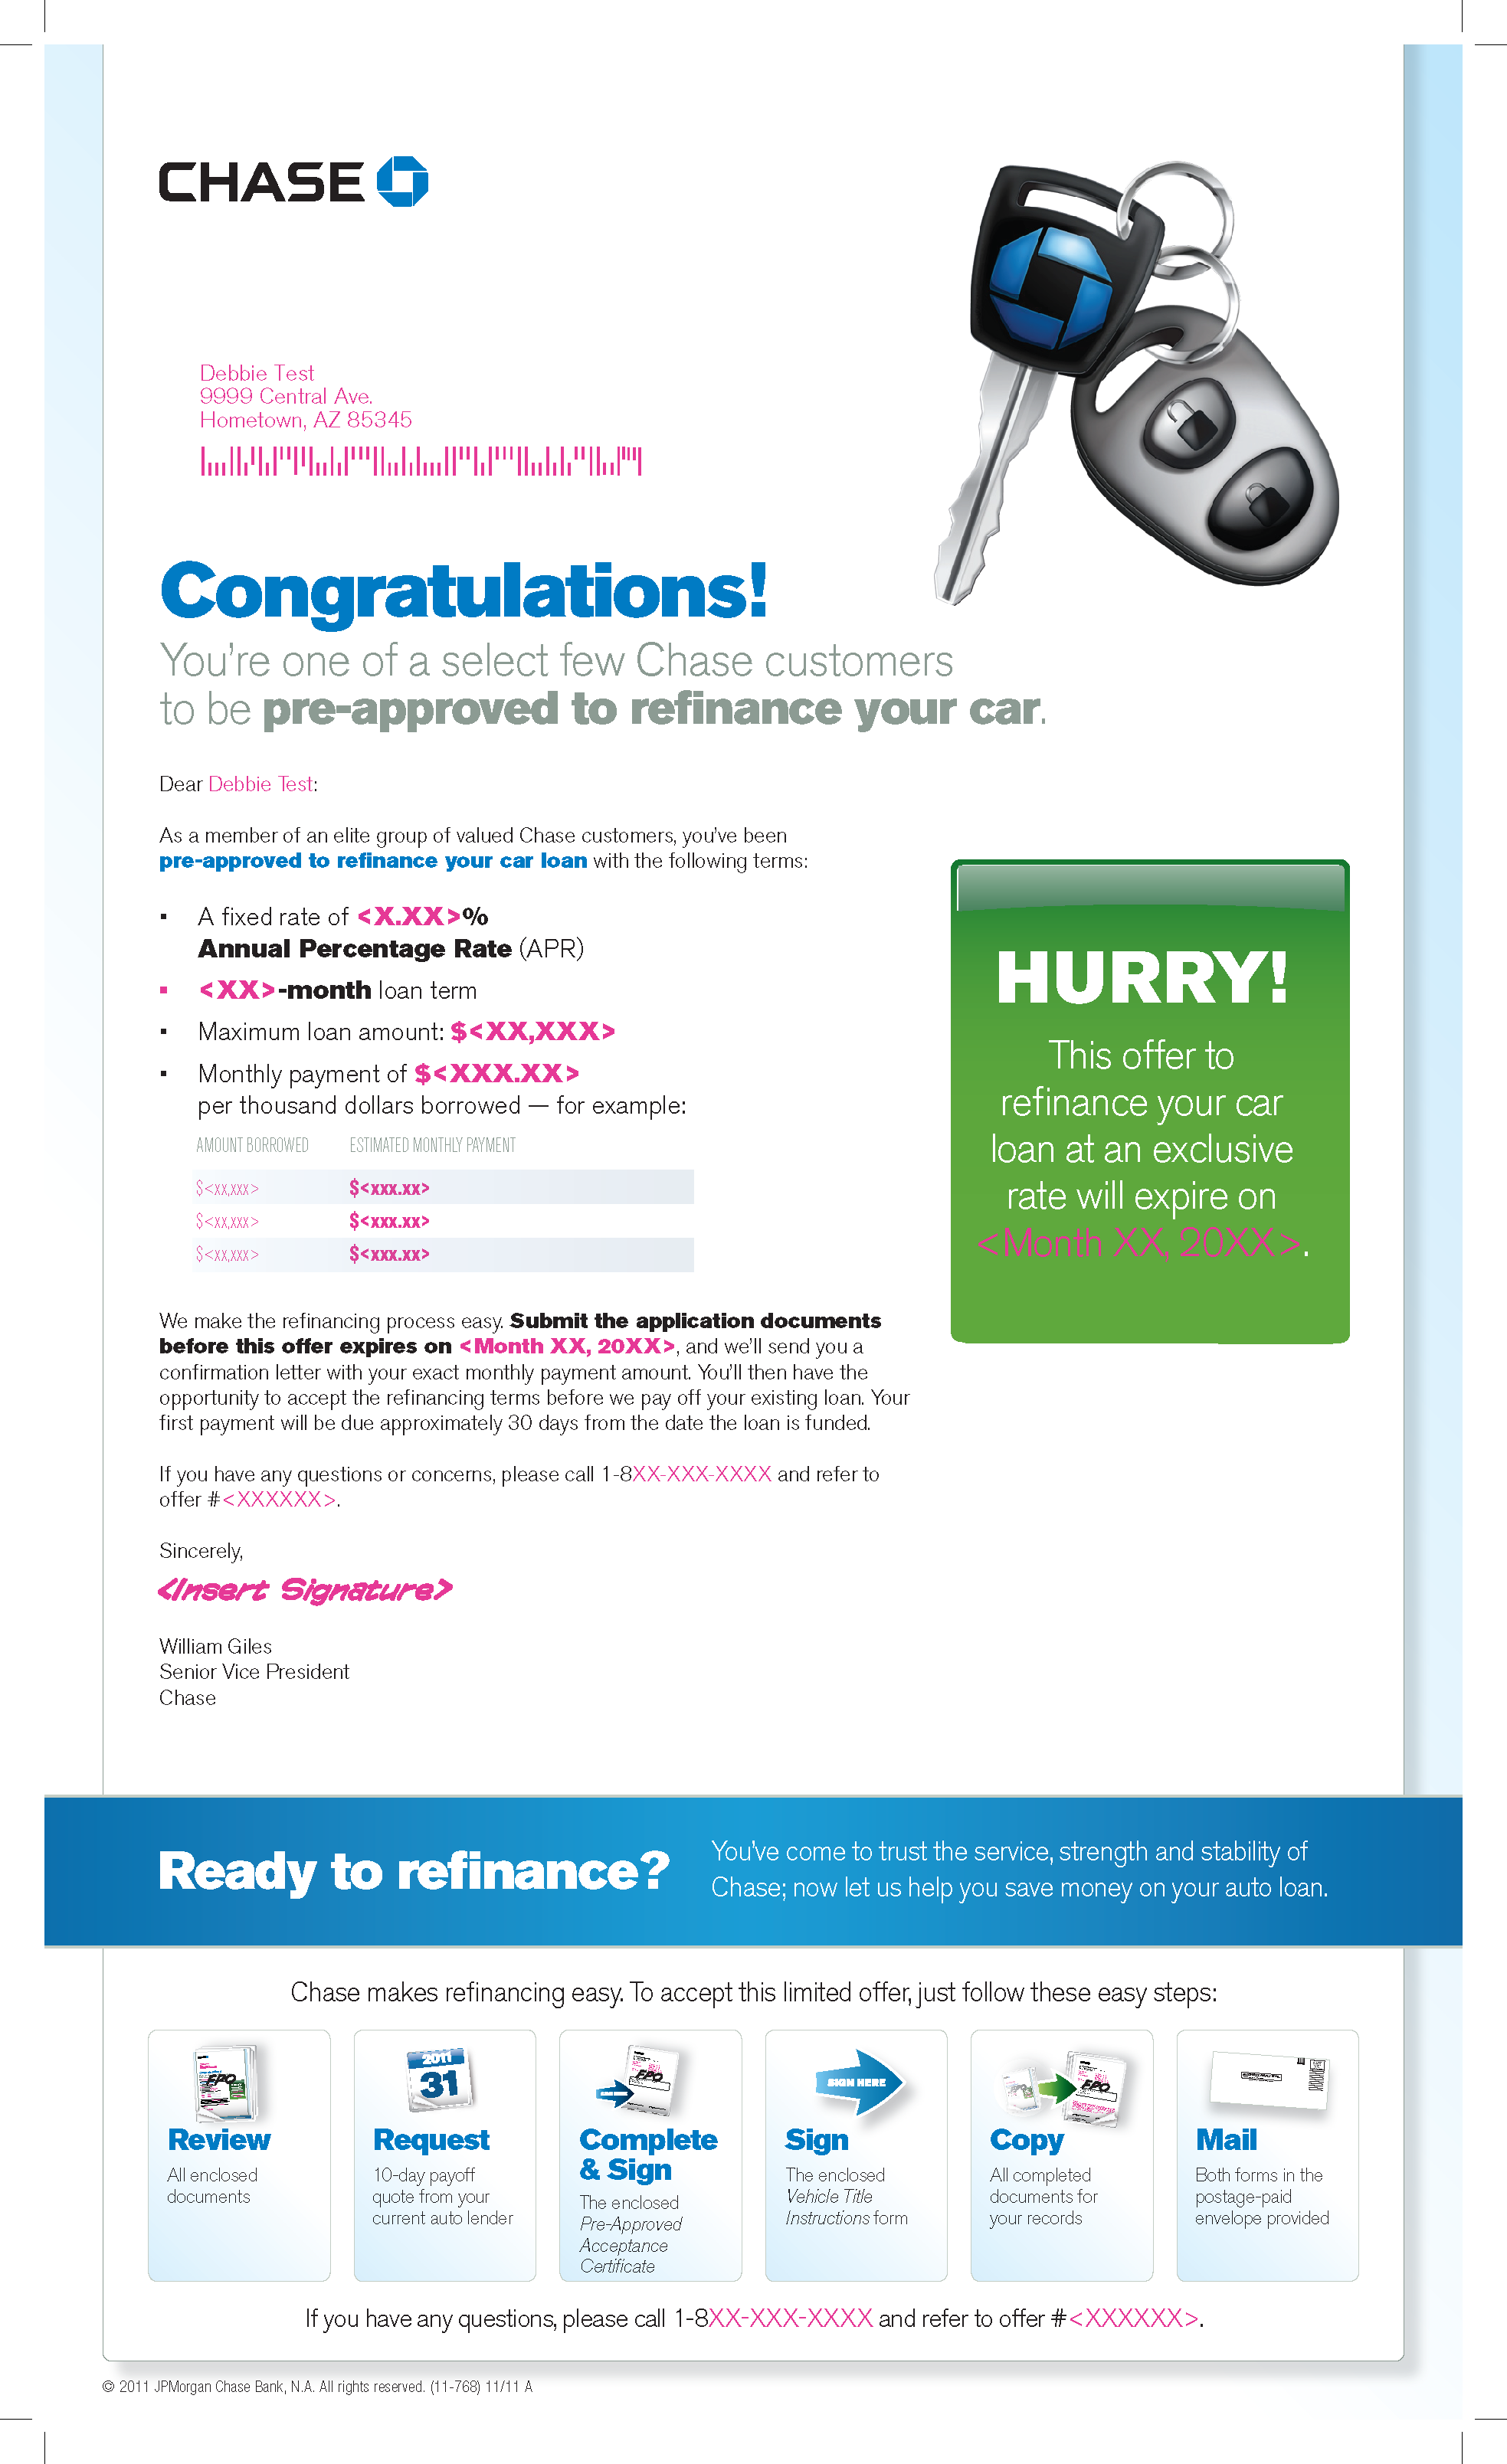 CHASE
Debbie Test
9999 Central Ave.
Hometown, AZ 85345
Congratulations!
You’re one of a select few Chase customers
to be pre-approved to refinance your car.
Dear Debbie Test:
As a member of an elite group of valued Chase customers, you’ve been
pre-approved to refinance your car loan with the following terms:
▪ A fixed rate of <X.XX>%
Annual Percentage Rate (APR)
▪ <XX>-month loan term
▪ Maximum loan amount: $<XX,XXX>
▪ Monthly payment of $<XXX.XX>
per thousand dollars borrowed — for example:
AMOUNT BORROWED ESTIMATED MONTHLY PAYMENT
$<xx,xxx> $<xxx.xx>
$<xx,xxx> $<xxx.xx>
$<xx,xxx> $<xxx.xx>
HURRY!
This offer to
refinance your car
loan at an exclusive
rate will expire on
<Month XX, 20XX>.
We make the refinancing process easy. Submit the application documents
before this offer expires on <Month XX, 20XX>, and we’ll send you a
confirmation letter with your exact monthly payment amount. You’ll then have the
opportunity to accept the refinancing terms before we pay off your existing loan. Your
first payment will be due approximately 30 days from the date the loan is funded.
If you have any questions or concerns, please call 1-8XX-XXX-XXXX and refer to
offer #<XXXXXX>.
Sincerely,
<Insert Signature>
William Giles
Senior Vice President
Chase
Ready to refinance?
You’ve come to trust the service, strength and stability of
Chase; now let us help you save money on your auto loan.
Chase makes refinancing easy. To accept this limited offer, just follow these easy steps:
FPO
Review
All enclosed
documents
2011
31
Request
10-day payoff
quote from your
current auto lender
FPO
Complete
& Sign
The enclosed
Pre-Approved
Acceptance
Certificate
SIGN HERE
Sign
The enclosed
Vehicle Title
Instructions form
FPO
Copy
All completed
documents for
your records
Mail
Both forms in the
postage-paid
envelope provided
If you have any questions, please call 1-8XX-XXX-XXXX and refer to offer #<XXXXXX>.
© 2011 JPMorgan Chase Bank, N.A. All rights reserved. (11-768) 11/11 A